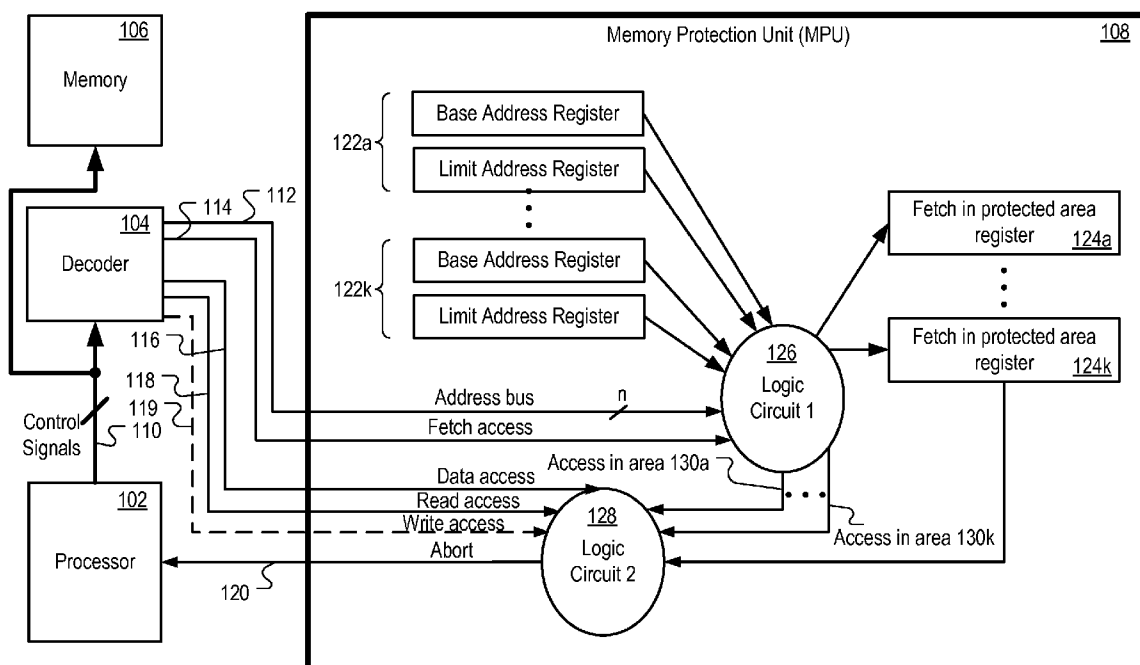 106
Memory
Memory Protection Unit (MPU)
108
122a
Base Address Register
Limit Address Register
122k
Base Address Register
Limit Address Register
Fetch in protected area
register
124a
Fetch in protected area
register
124k
114
112
104
Decoder
116
118
119
126
Logic
Circuit 1
Address bus
n
Fetch access
Control
Signals
110
Access in area 130a
Data access
Read access
Write access
Abort
128
Logic
Circuit 2
Access in area 130k
102
Processor
120